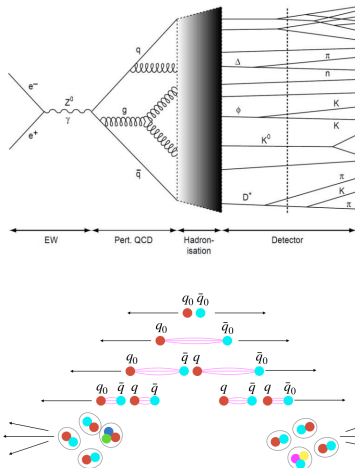 q
Δ
π
n
e⁻
Z⁰
γ
g
ϕ
K
K
e⁺
K⁰
q̄
π
D⁺
K
π
EW
Pert. QCD
Hadron-
isation
Detector
q₀ q̄₀
q₀ q̄₀
q₀ q̄ q q̄₀
q₀ q̄ q q̄ q q̄ q q̄₀